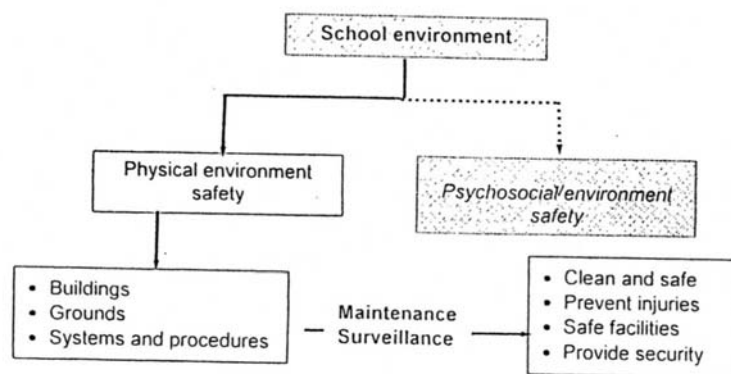 School environment
Physical environment
safety
Psychosocial/environment
safety
• Buildings
• Grounds
• Systems and procedures
Maintenance
Surveillance
• Clean and safe
• Prevent injuries
• Safe facilities
• Provide security